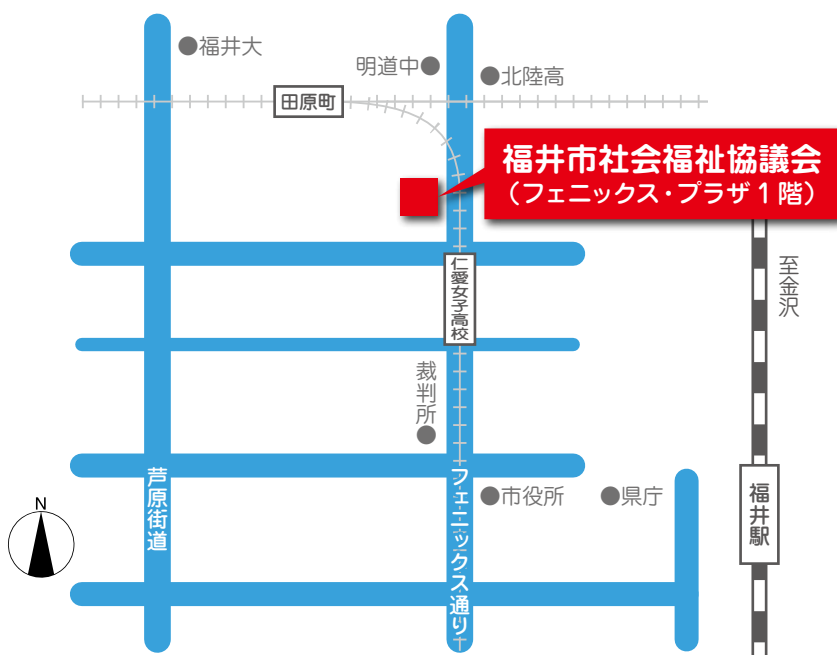 福井大
明道中
北陸高
田原町
福井市社会福祉協議会
（フェニックス・プラザ1階）
至金沢
仁愛女子高校
裁判所
芦原街道
フェニックス通り
市役所
県庁
福井駅
N